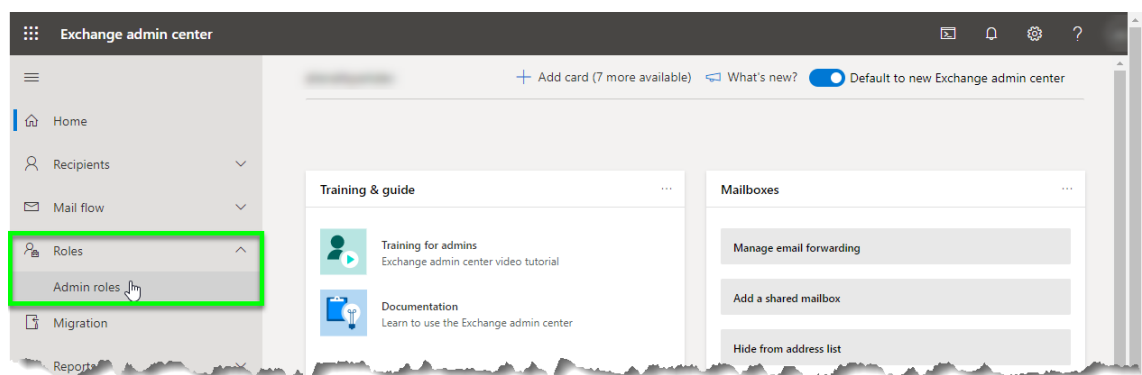 Exchange admin center
?
Add card (7 more available)
What's new?
Default to new Exchange admin center
Home
Recipients
Mail flow
Roles
Admin roles
Migration
Reports
Training & guide
Training for admins
Exchange admin center video tutorial
Documentation
Learn to use the Exchange admin center
Mailboxes
Manage email forwarding
Add a shared mailbox
Hide from address list